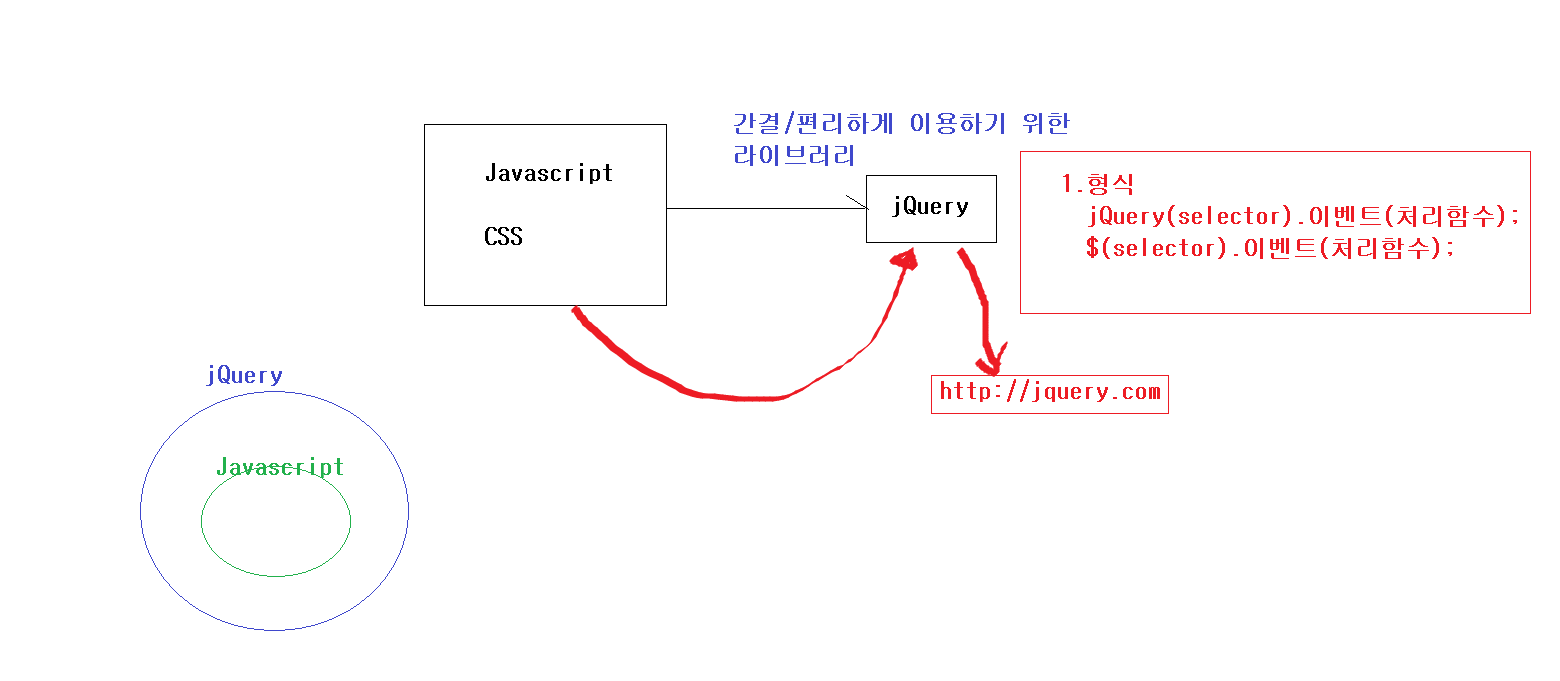 간결/편리하게 이용하기 위한
라이브러리
Javascript
CSS
jQuery
1.형식
jQuery(selector).이벤트(처리함수);
$(selector).이벤트(처리함수);
http://jquery.com
jQuery
Javascript